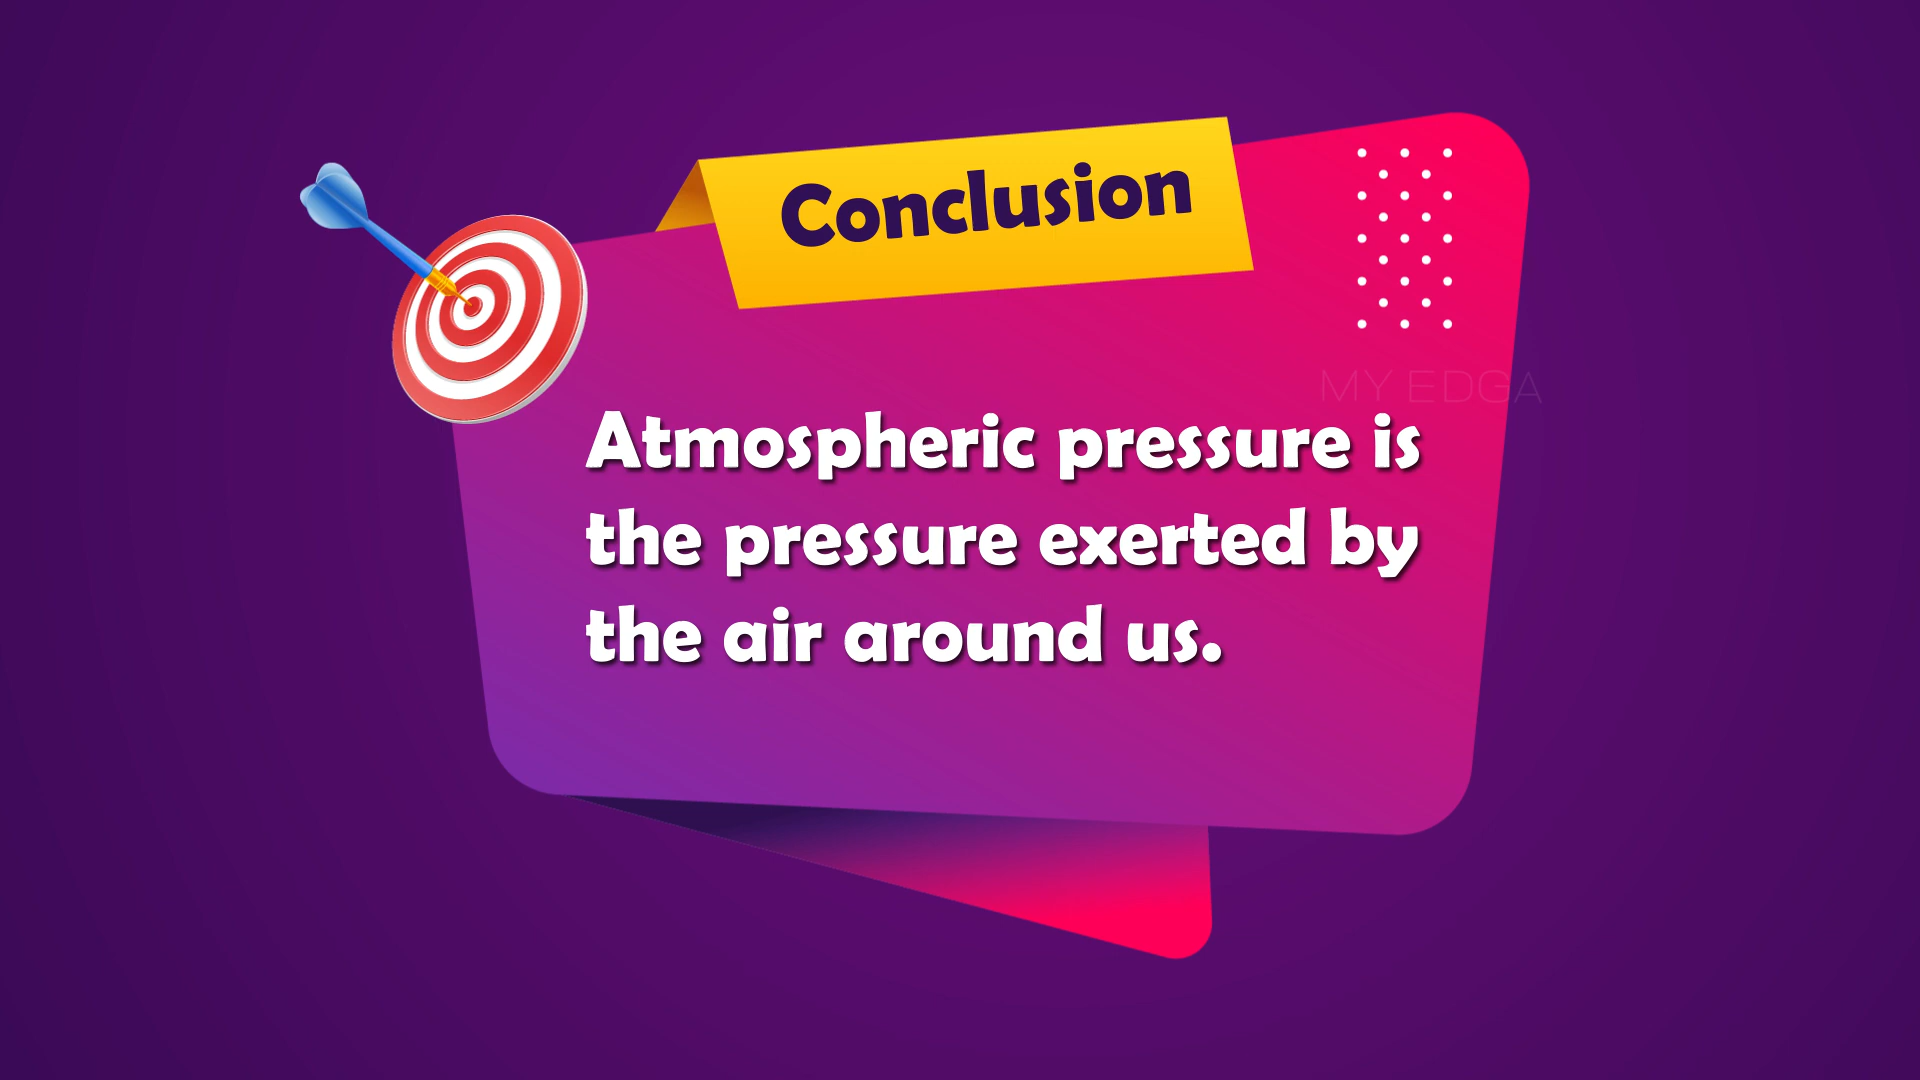 Conclusion
MY EDGA
Atmospheric pressure is
the pressure exerted by
the air around us.